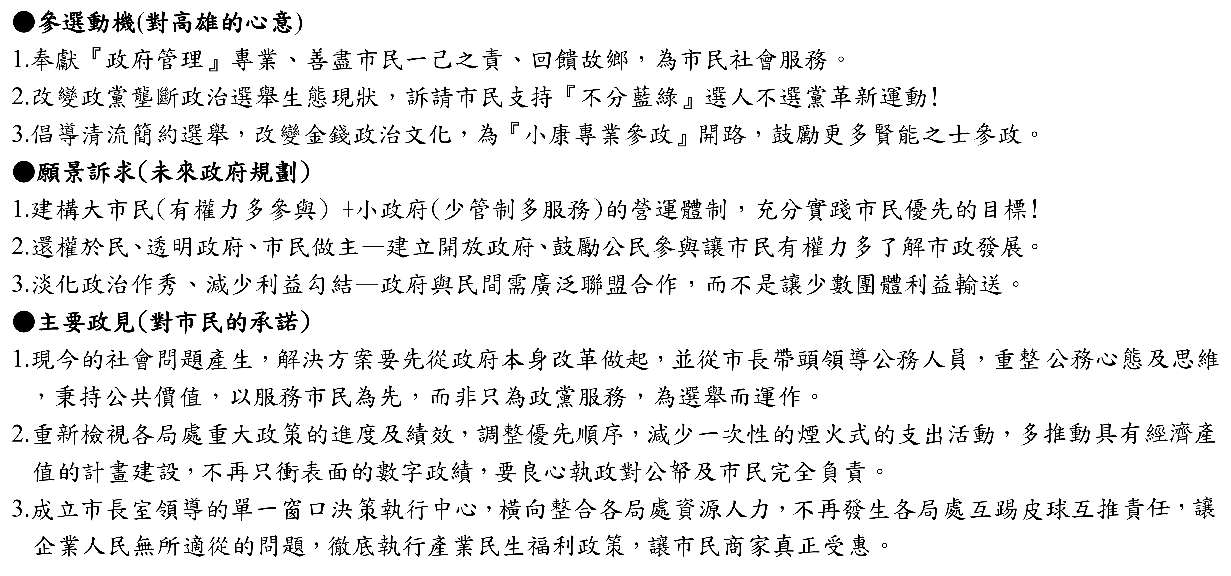 ●參選動機(對高雄的心意)
1.奉獻『政府管理』專業、善盡市民一己之責、回饋故鄉，為市民社會服務。
2.改變政黨壟斷政治選舉生態現狀，訴請市民支持『不分藍綠』選人不選黨革新運動!
3.倡導清流簡約選舉，改變金錢政治文化，為『小康專業參政』開路，鼓勵更多賢能之士參政。
●願景訴求(未來政府規劃)
1.建構大市民(有權力多參與) +小政府(少管制多服務)的營運體制，充分實踐市民優先的目標!
2.還權於民、透明政府、市民做主—建立開放政府、鼓勵公民參與讓市民有權力多了解市政發展。
3.淡化政治作秀、減少利益勾結—政府與民間需廣泛聯盟合作，而不是讓少數團體利益輸送。
●主要政見(對市民的承諾)
1.現今的社會問題產生，解決方案要先從政府本身改革做起，並從市長帶頭領導公務人員，重整公務心態及思維
，秉持公共價值，以服務市民為先，而非只為政黨服務，為選舉而運作。
2.重新檢視各局處重大政策的進度及績效，調整優先順序，減少一次性的煙火式的支出活動，多推動具有經濟產
值的計畫建設，不再只衝表面的數字政績，要良心執政對公帑及市民完全負責。
3.成立市長室領導的單一窗口決策執行中心，橫向整合各局處資源人力，不再發生各局處互踢皮球互推責任，讓
企業人民無所適從的問題，徹底執行產業民生福利政策，讓市民商家真正受惠。